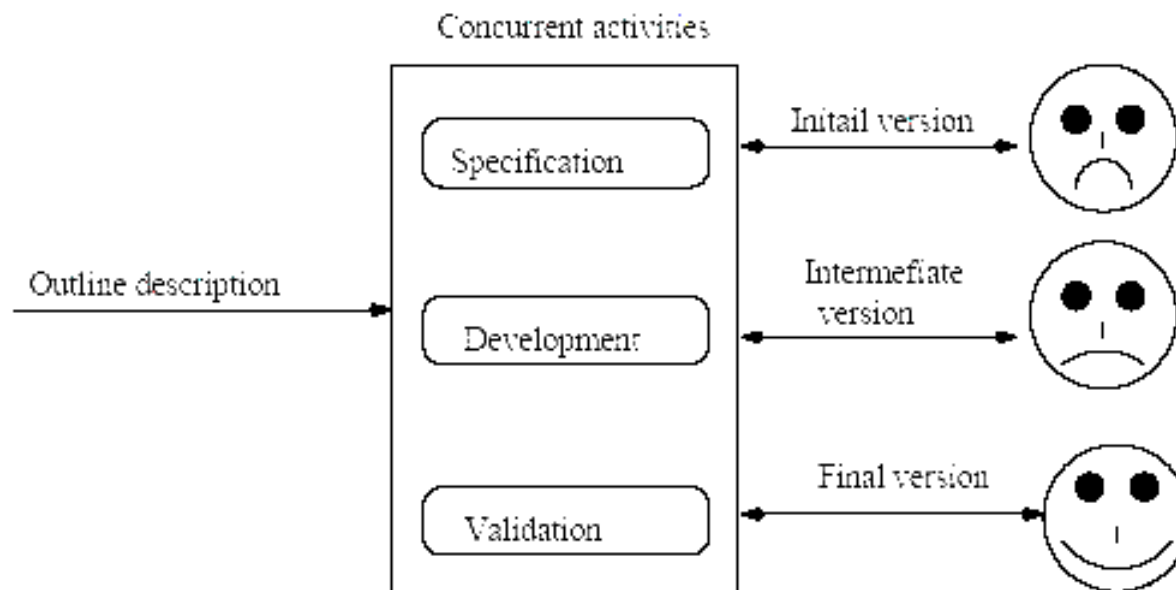 Concurrent activities
Initail version
Specification
Outline description
Intermefiate
version
Development
Final version
Validation